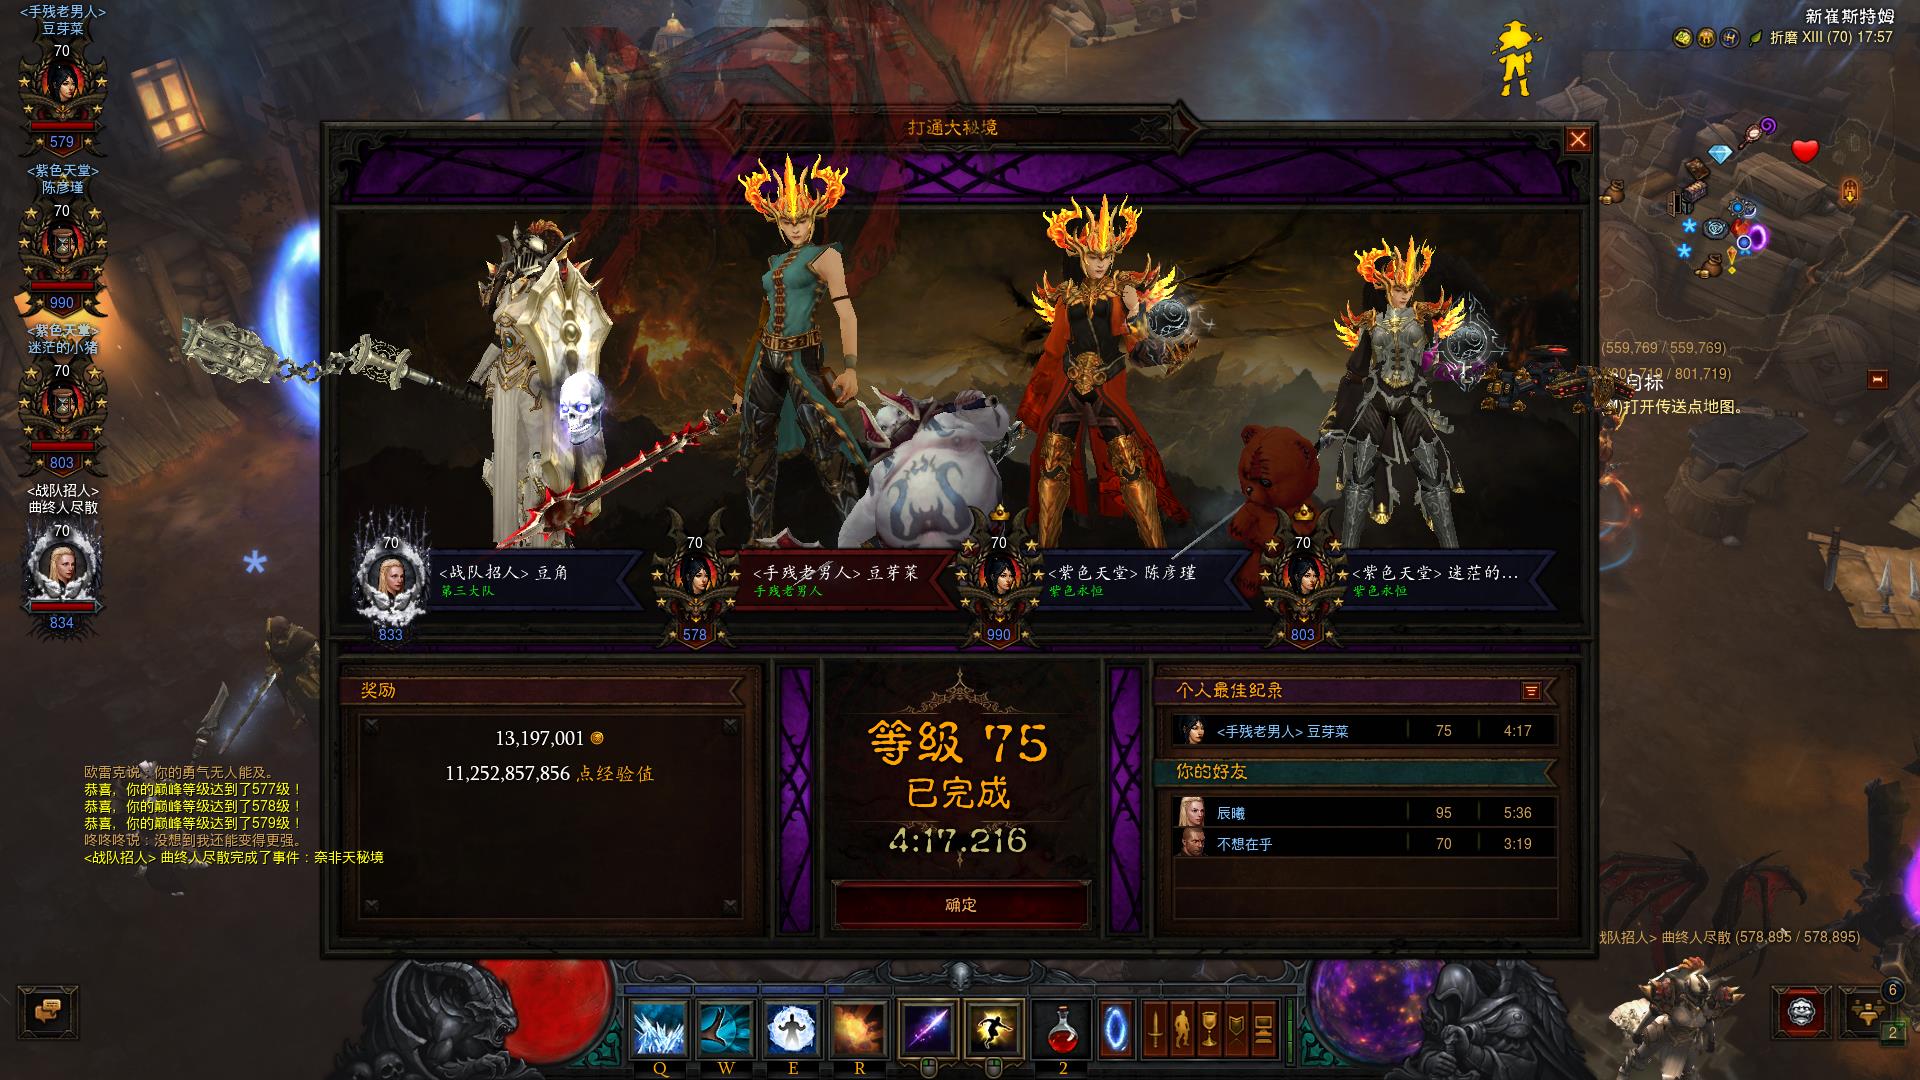 <手残老男人>
豆芽菜
70
579
<紫色天堂>
陈彦瑾
70
990
<紫色天堂>
迷茫的小猪
70
803
<战队招人>
曲终人尽散
70
834
新崔斯特姆
折磨 XIII (70) 17:57
打通大秘境
(559,769 / 559,769)
(801,719 / 801,719)
目标
打开传送点地图。
70
<战队招人> 豆角
第三大队
833
70
<手残老男人> 豆芽菜
手残老男人
578
70
<紫色天堂> 陈彦瑾
紫色永恒
990
70
<紫色天堂> 迷茫的...
紫色永恒
803
奖励
13,197,001
11,252,857,856 点经验值
等级 75
已完成
4:17.216
确定
个人最佳纪录
<手残老男人> 豆芽菜 75 4:17
你的好友
辰曦 95 5:36
不想在乎 70 3:19
欧雷克说：你的勇气无人能及。
恭喜，你的巅峰等级达到了577级！
恭喜，你的巅峰等级达到了578级！
恭喜，你的巅峰等级达到了579级！
咚咚咚说：没想到我还能变得更强。
<战队招人> 曲终人尽散完成了事件：奈非天秘境
战队招人> 曲终人尽散 (578,895 / 578,895)
Q W E R 2
6
2